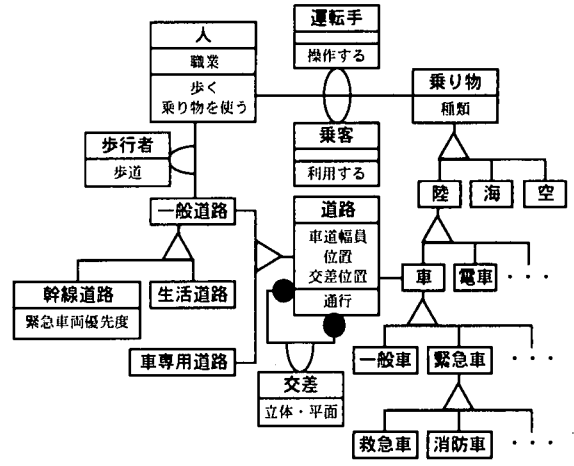 運転手
操作する
人
職業
歩く
乗り物を使う
乗り物
種類
乗客
利用する
歩行者
歩道
陸
海
空
一般道路
道路
車道幅員
位置
交差位置
通行
車
電車
・・・
幹線道路
緊急車両優先度
生活道路
車専用道路
一般車
緊急車
・・・
交差
立体・平面
救急車
消防車
・・・